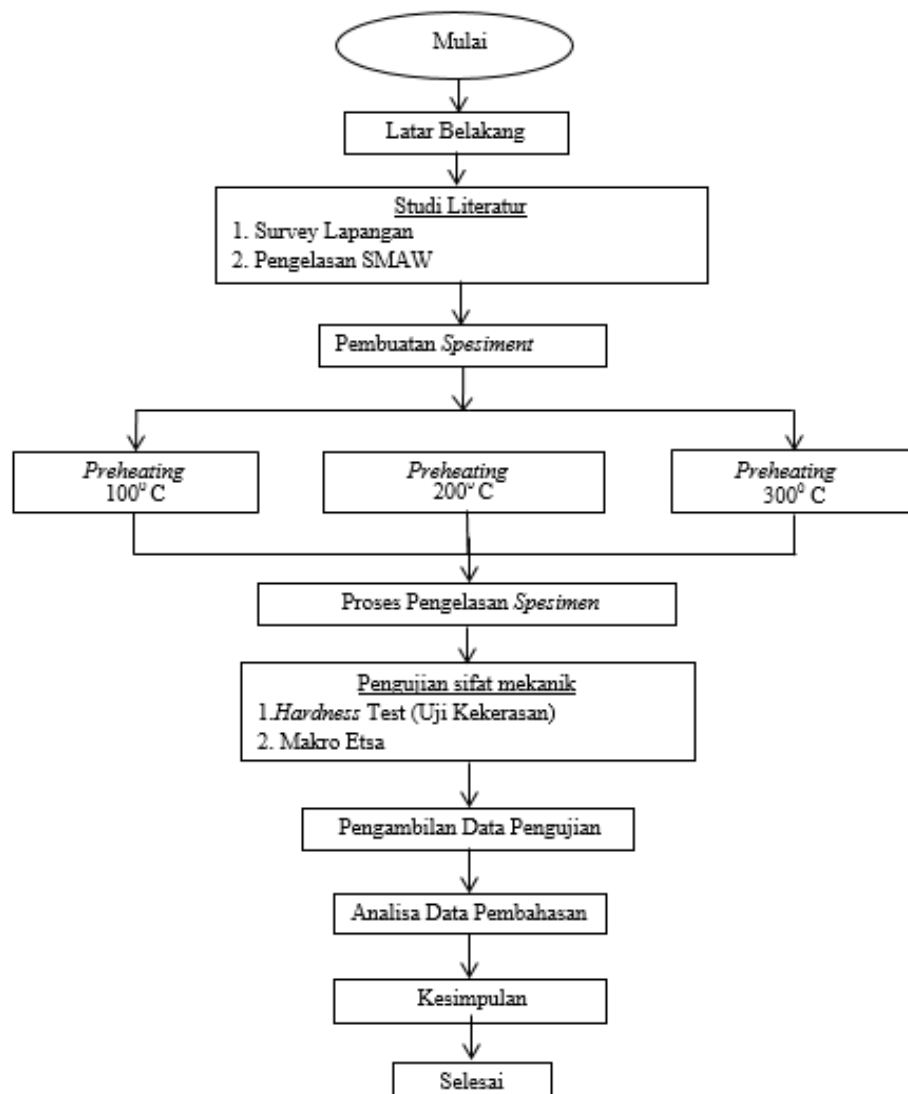 Mulai
Latar Belakang
Studi Literatur
1. Survey Lapangan
2. Pengelasan SMAW
Pembuatan Spesiment
Preheating
100⁰ C
Preheating
200⁰ C
Preheating
300⁰ C
Proses Pengelasan Spesimen
Pengujian sifat mekanik
1.Hardness Test (Uji Kekerasan)
2. Makro Etsa
Pengambilan Data Pengujian
Analisa Data Pembahasan
Kesimpulan
Selesai